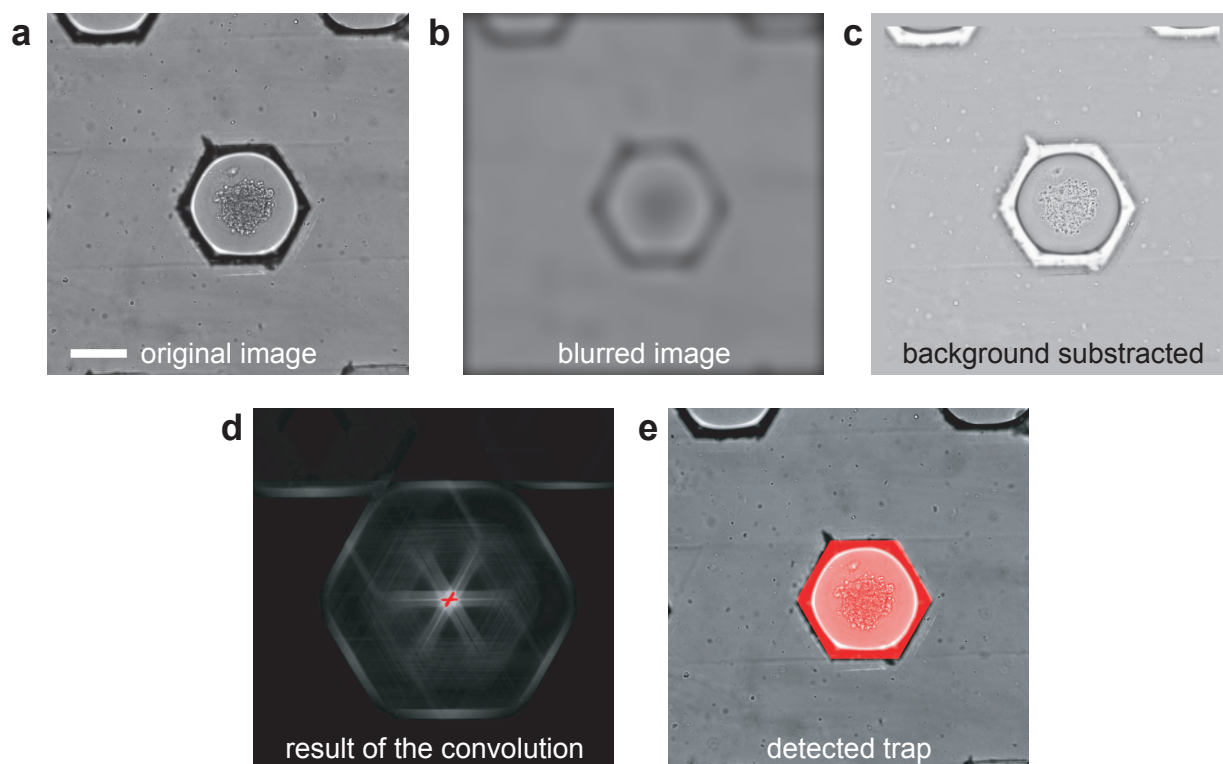 a
b
c
original image
blurred image
background substracted
d
e
result of the convolution
detected trap